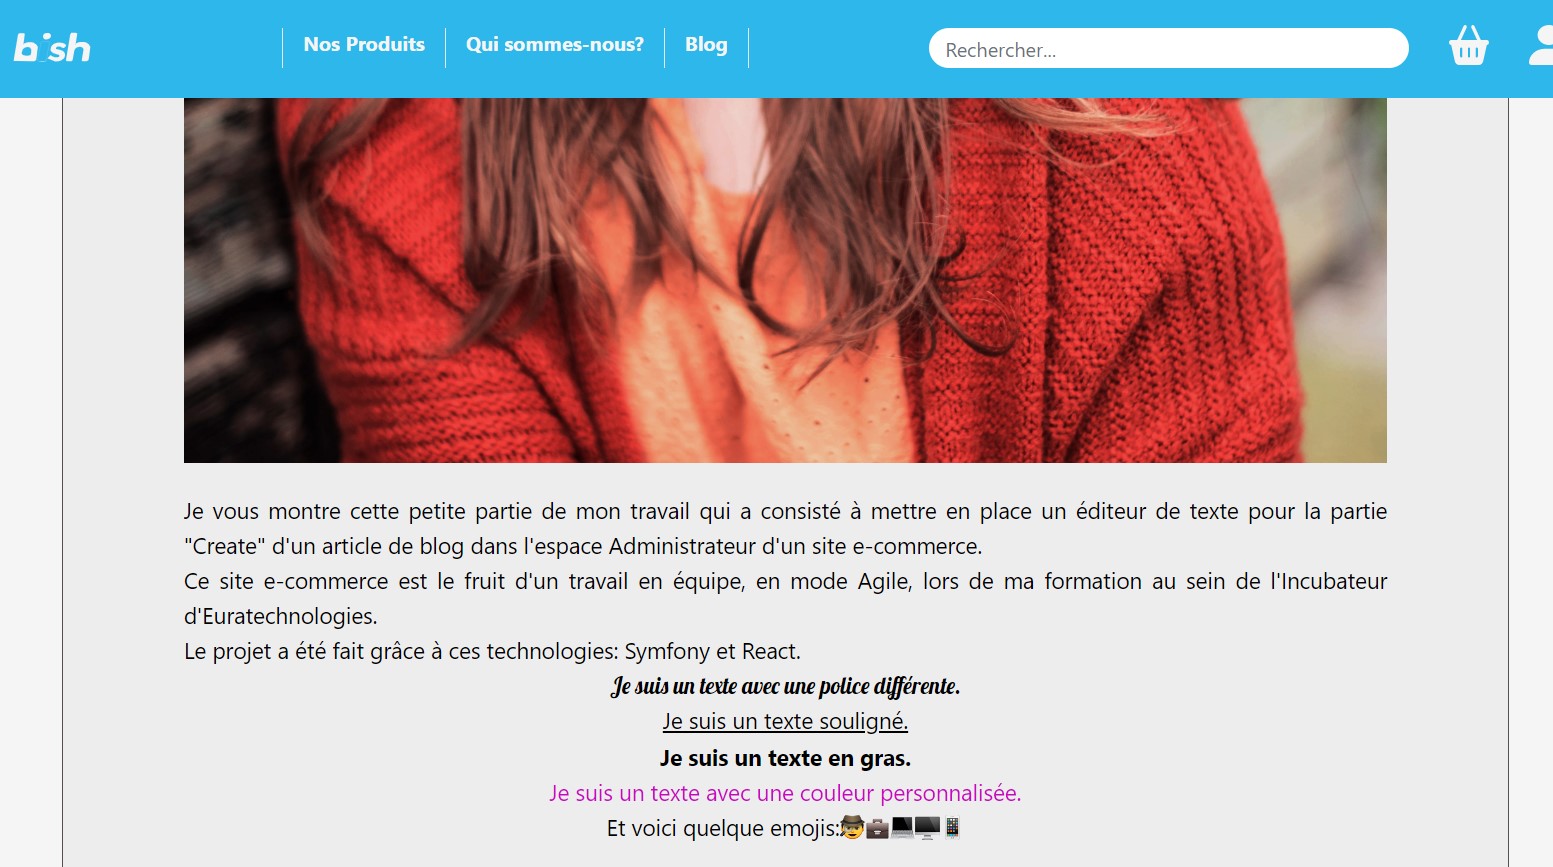 bish
Nos Produits
Qui sommes-nous?
Blog
Rechercher...
Je vous montre cette petite partie de mon travail qui a consisté à mettre en place un éditeur de texte pour la partie
"Create" d'un article de blog dans l'espace Administrateur d'un site e-commerce.
Ce site e-commerce est le fruit d'un travail en équipe, en mode Agile, lors de ma formation au sein de l'Incubateur
d'Euratechnologies.
Le projet a été fait grâce à ces technologies: Symfony et React.
Je suis un texte avec une police différente.
Je suis un texte souligné.
Je suis un texte en gras.
Je suis un texte avec une couleur personnalisée.
Et voici quelque emojis:🤠💼💻🖥️📱